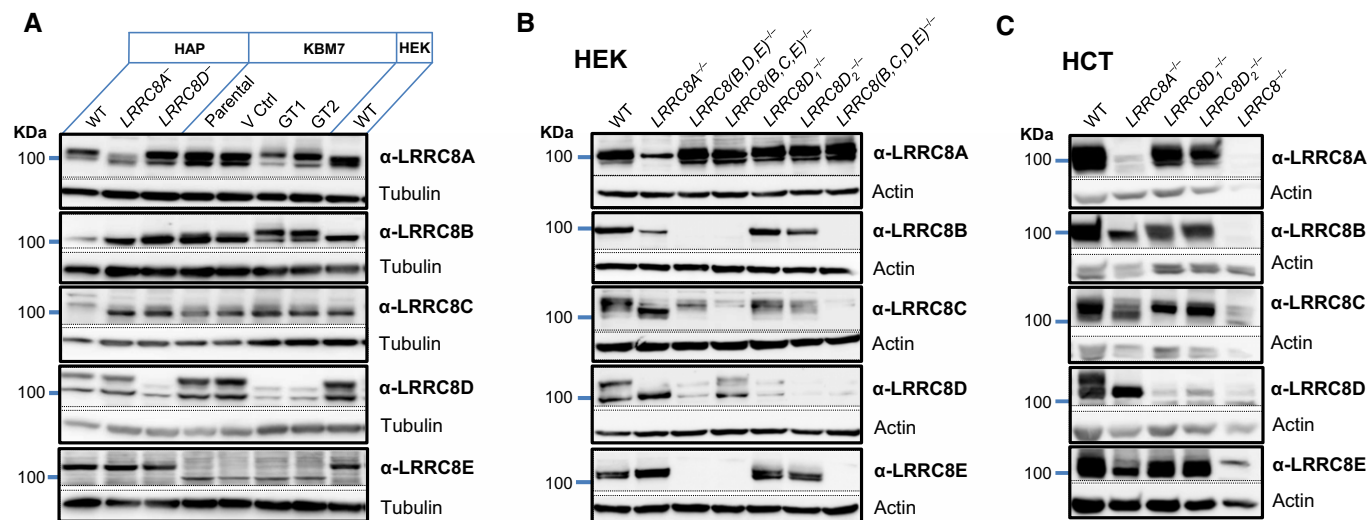 A
HAP KBM7 HEK
WT LRRC8A⁻ LRRC8D⁻ Parental V Ctrl GT1 GT2 WT
KDa
100 α-LRRC8A
Tubulin
100 α-LRRC8B
Tubulin
100 α-LRRC8C
Tubulin
100 α-LRRC8D
Tubulin
100 α-LRRC8E
Tubulin
B
HEK
WT LRRC8A⁻/⁻ LRRC8(B,D,E)⁻/⁻ LRRC8(B,C,E)⁻/⁻ LRRC8D₁⁻/⁻ LRRC8D₂⁻/⁻ LRRC8(B,C,D,E)⁻/⁻
KDa
100 α-LRRC8A
Actin
100 α-LRRC8B
Actin
100 α-LRRC8C
Actin
100 α-LRRC8D
Actin
100 α-LRRC8E
Actin
C
HCT
WT LRRC8A⁻/⁻ LRRC8D₁⁻/⁻ LRRC8D₂⁻/⁻ LRRC8⁻/⁻
KDa
100 α-LRRC8A
Actin
100 α-LRRC8B
Actin
100 α-LRRC8C
Actin
100 α-LRRC8D
Actin
100 α-LRRC8E
Actin